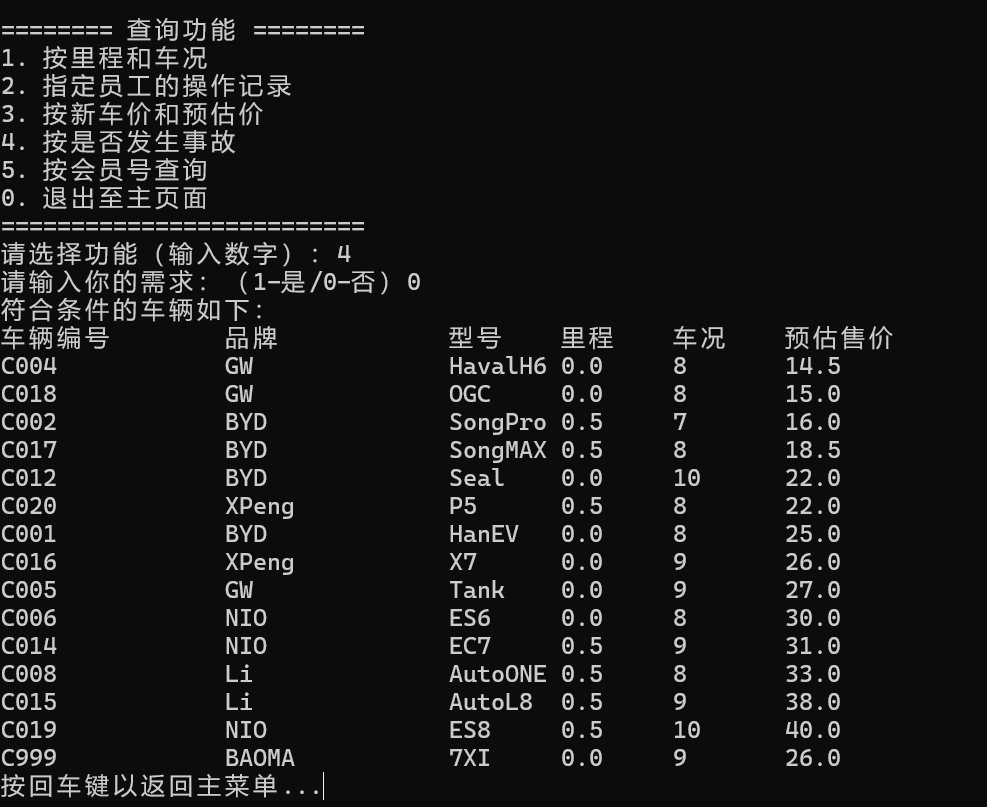 ======== 查询功能 ========
1. 按里程和车况
2. 指定员工的操作记录
3. 按新车价和预估价
4. 按是否发生事故
5. 按会员号查询
0. 退出至主页面
==========================
请选择功能（输入数字）：4
请输入你的需求：（1-是/0-否）0
符合条件的车辆如下：
车辆编号 品牌 型号 里程 车况 预估售价
C004 GW HavalH6 0.0 8 14.5
C018 GW OGC 0.0 8 15.0
C002 BYD SongPro 0.5 7 16.0
C017 BYD SongMAX 0.5 8 18.5
C012 BYD Seal 0.0 10 22.0
C020 XPeng P5 0.5 8 22.0
C001 BYD HanEV 0.0 8 25.0
C016 XPeng X7 0.0 9 26.0
C005 GW Tank 0.0 9 27.0
C006 NIO ES6 0.0 8 30.0
C014 NIO EC7 0.5 9 31.0
C008 Li AutoONE 0.5 8 33.0
C015 Li AutoL8 0.5 9 38.0
C019 NIO ES8 0.5 10 40.0
C999 BAOMA 7XI 0.0 9 26.0
按回车键以返回主菜单...